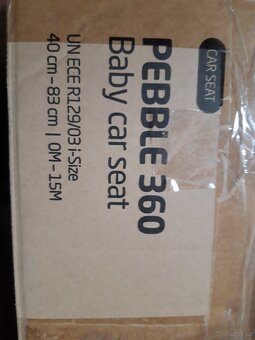 CAR SEAT
PEBBLE 360
Baby car seat
UN ECE R129/03 i-Size
40 cm - 83 cm | 0M - 15M